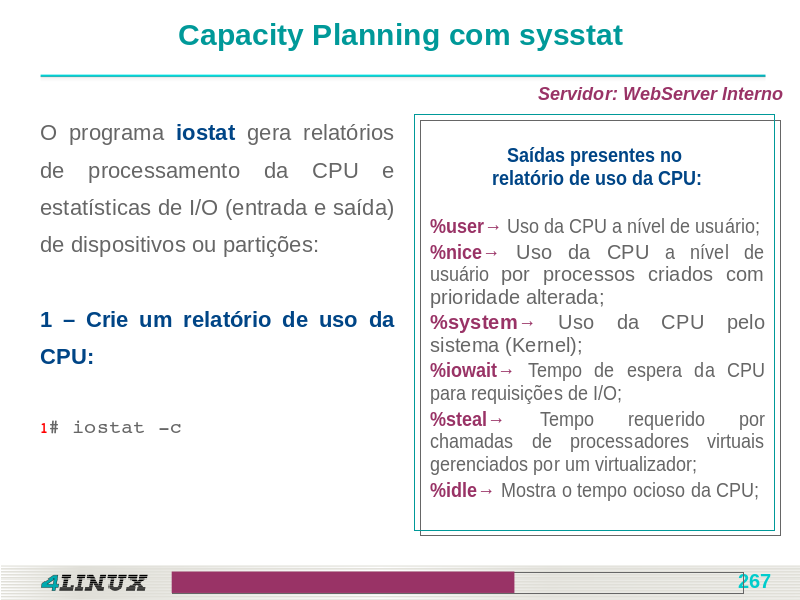 Capacity Planning com sysstat
Servidor: WebServer Interno
O programa iostat gera relatórios
de processamento da CPU e
estatísticas de I/O (entrada e saída)
de dispositivos ou partições:
1 – Crie um relatório de uso da
CPU:
1# iostat –c
Saídas presentes no
relatório de uso da CPU:
%user→ Uso da CPU a nível de usuário;
%nice→ Uso da CPU a nível de
usuário por processos criados com
prioridade alterada;
%system→ Uso da CPU pelo
sistema (Kernel);
%iowait→ Tempo de espera da CPU
para requisições de I/O;
%steal→ Tempo requerido por
chamadas de processadores virtuais
gerenciados por um virtualizador;
%idle→ Mostra o tempo ocioso da CPU;
4LINUX
267